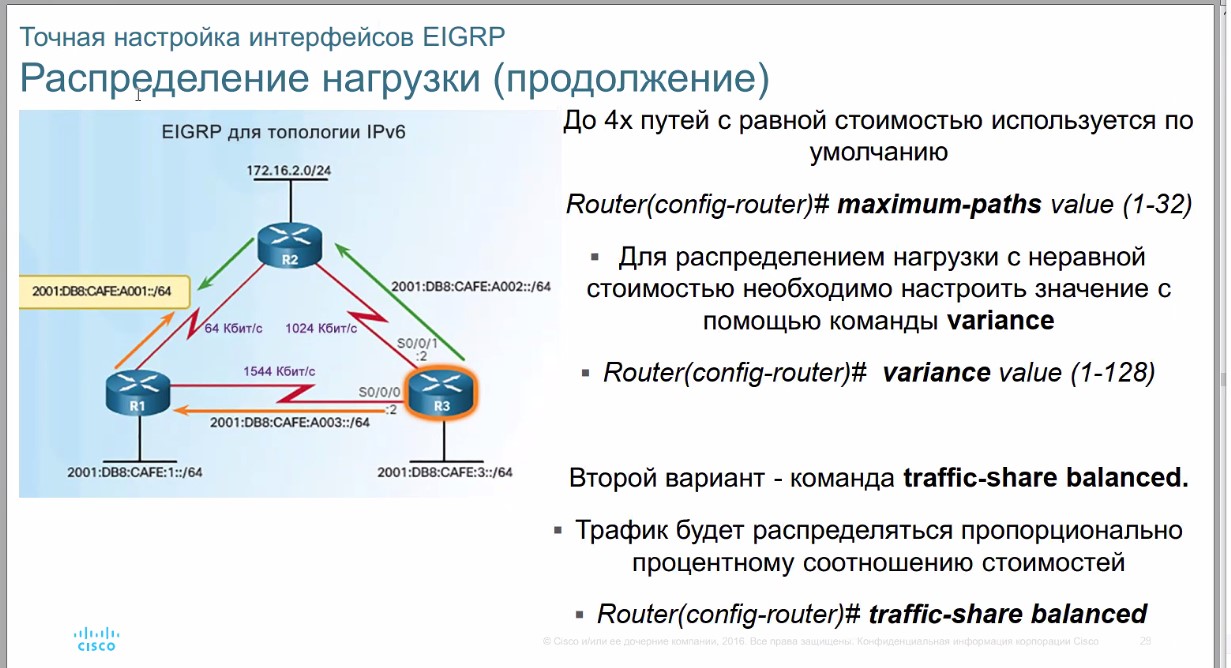 Точная настройка интерфейсов EIGRP
Распределение нагрузки (продолжение)
EIGRP для топологии IPv6
172.16.2.0/24
R2
2001:DB8:CAFE:A001::/64
2001:DB8:CAFE:A002::/64
64 Кбит/с
1024 Кбит/с
S0/0/1
:2
1544 Кбит/с
S0/0/0
:2
R1
R3
2001:DB8:CAFE:A003::/64
2001:DB8:CAFE:1::/64
2001:DB8:CAFE:3::/64
До 4х путей с равной стоимостью используется по
умолчанию
Router(config-router)# maximum-paths value (1-32)
▪ Для распределением нагрузки с неравной
стоимостью необходимо настроить значение с
помощью команды variance
▪ Router(config-router)# variance value (1-128)
Второй вариант - команда traffic-share balanced.
▪ Трафик будет распределяться пропорционально
процентному соотношению стоимостей
▪ Router(config-router)# traffic-share balanced
CISCO
© Cisco и/или ее дочерние компании, 2016. Все права защищены. Конфиденциальная информация корпорации Cisco
29